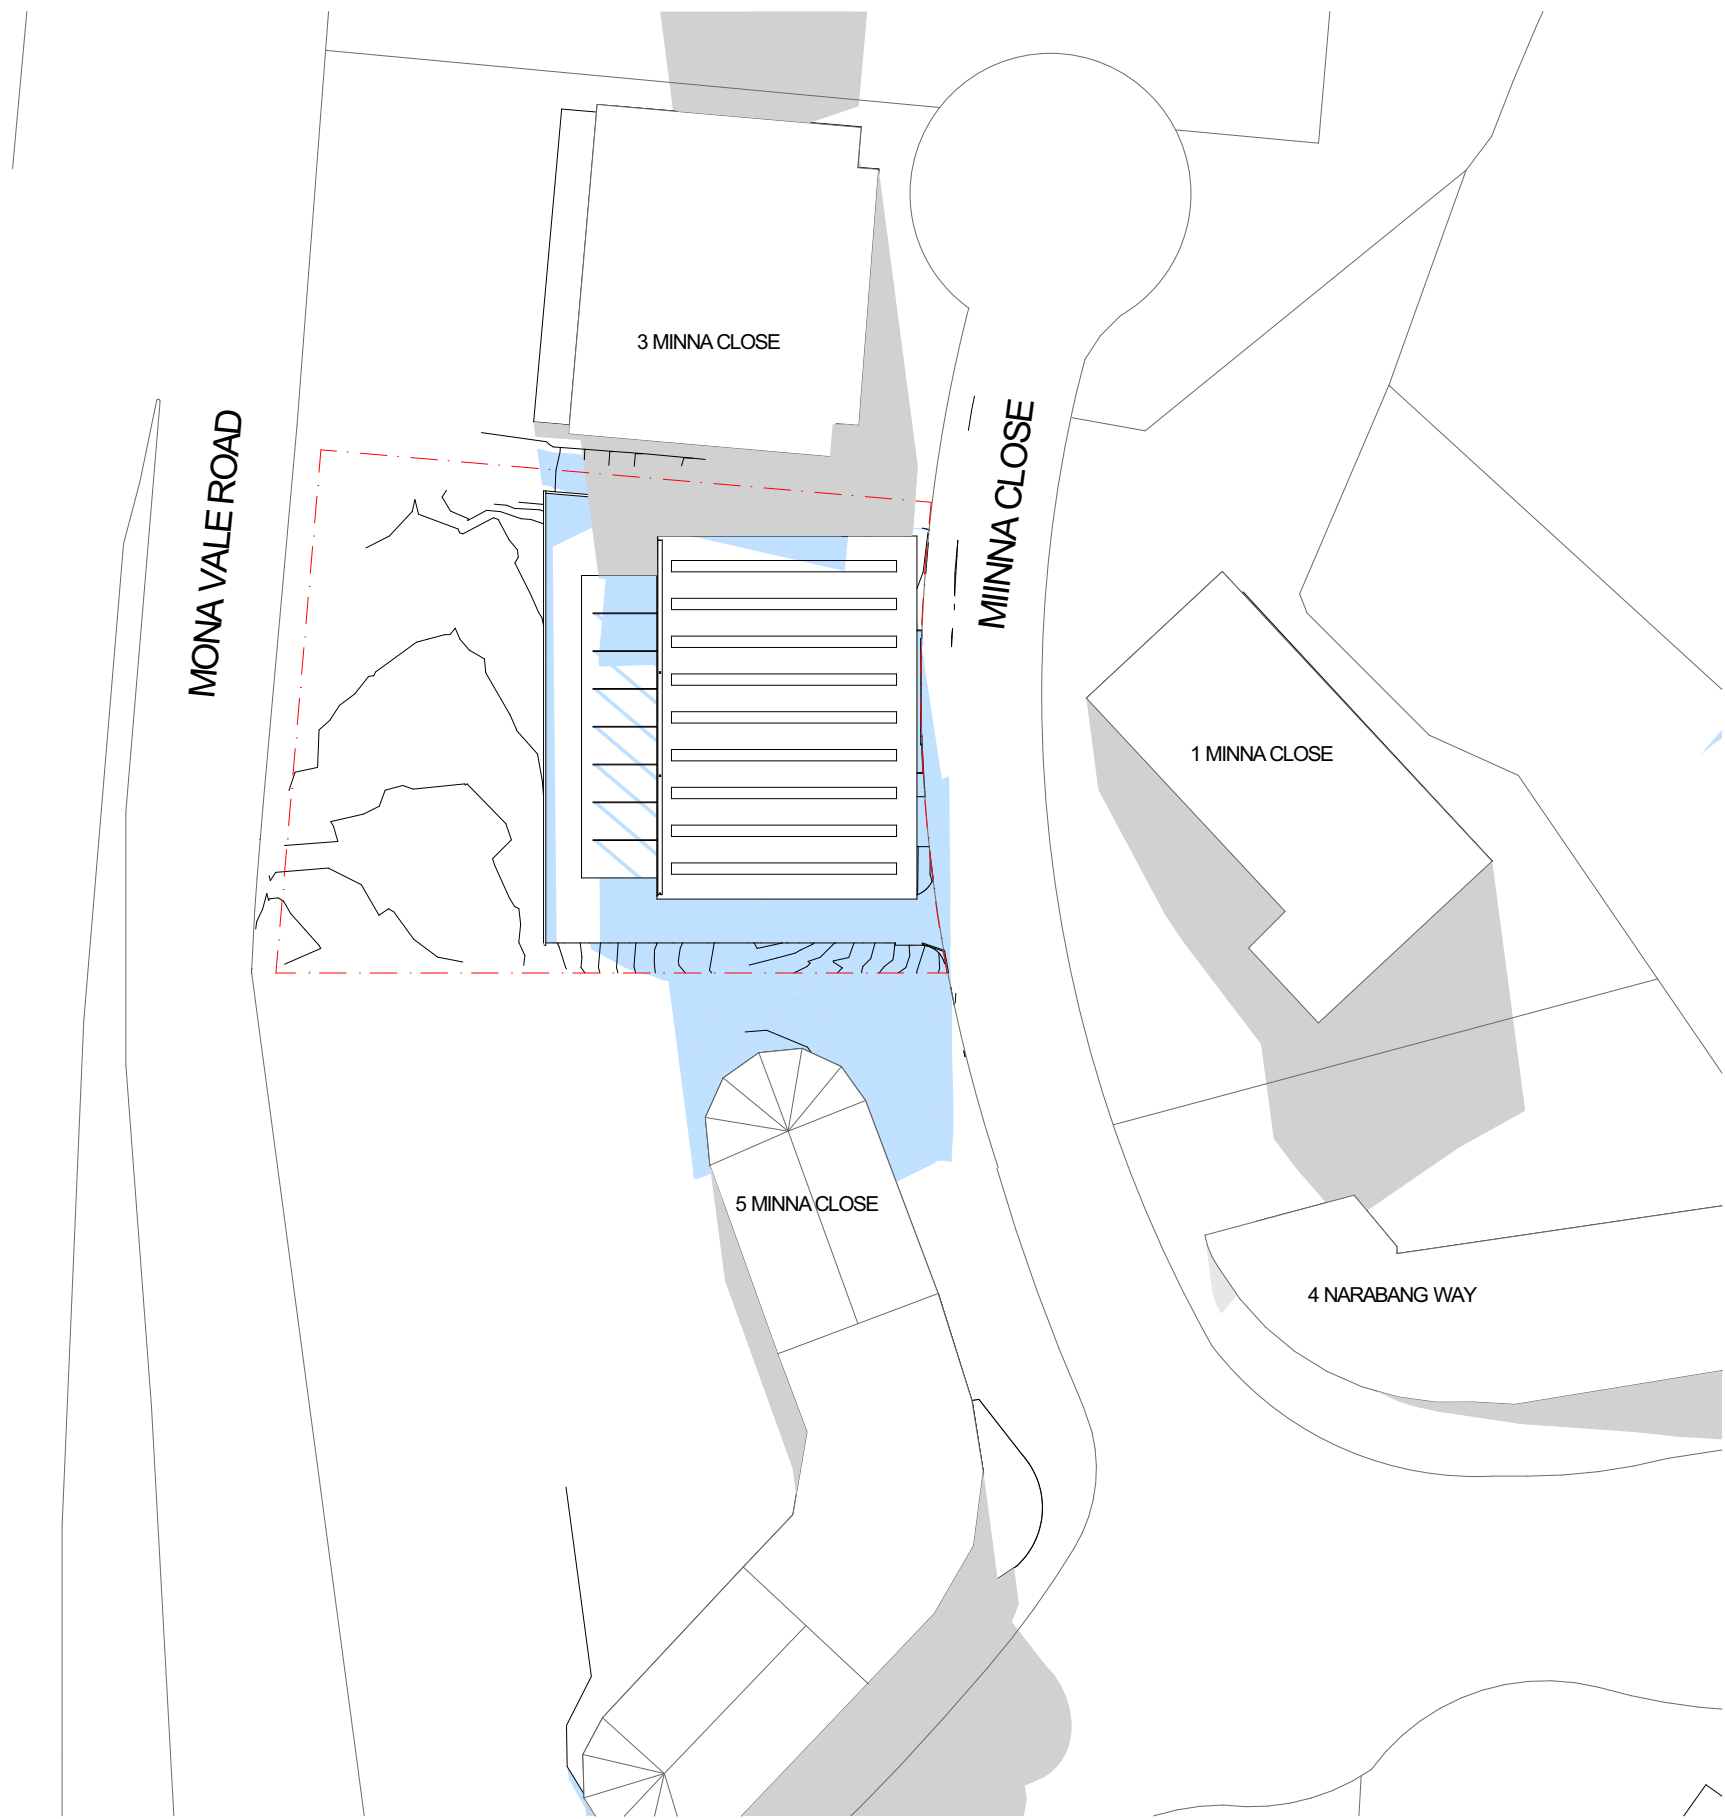 3 MINNA CLOSE
MONA VALE ROAD
MIINNA CLOSE
1 MINNA CLOSE
5 MINNA CLOSE
4 NARABANG WAY